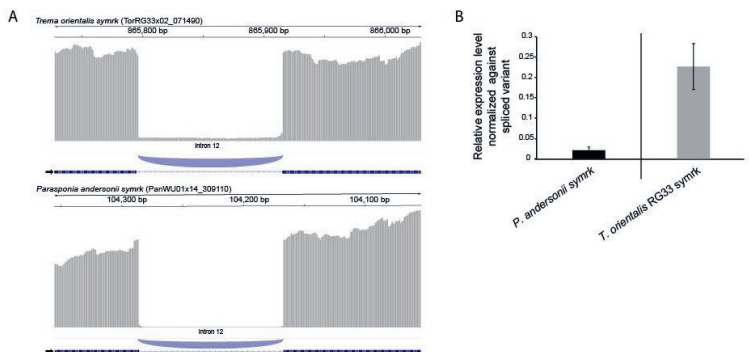 A
Trema orientalis symrk (TorRG33x02_071490)
865,800 bp 865,900 bp 866,000 bp
Intron 12
Parasponia andersonii symrk (PanWU01x14_309110)
104,300 bp 104,200 bp 104,100 bp
Intron 12
B
Relative expression level
normalized against
spliced variant
0.3
0.25
0.2
0.15
0.1
0.05
0
P. andersonii symrk
T. orientalis RG33 symrk